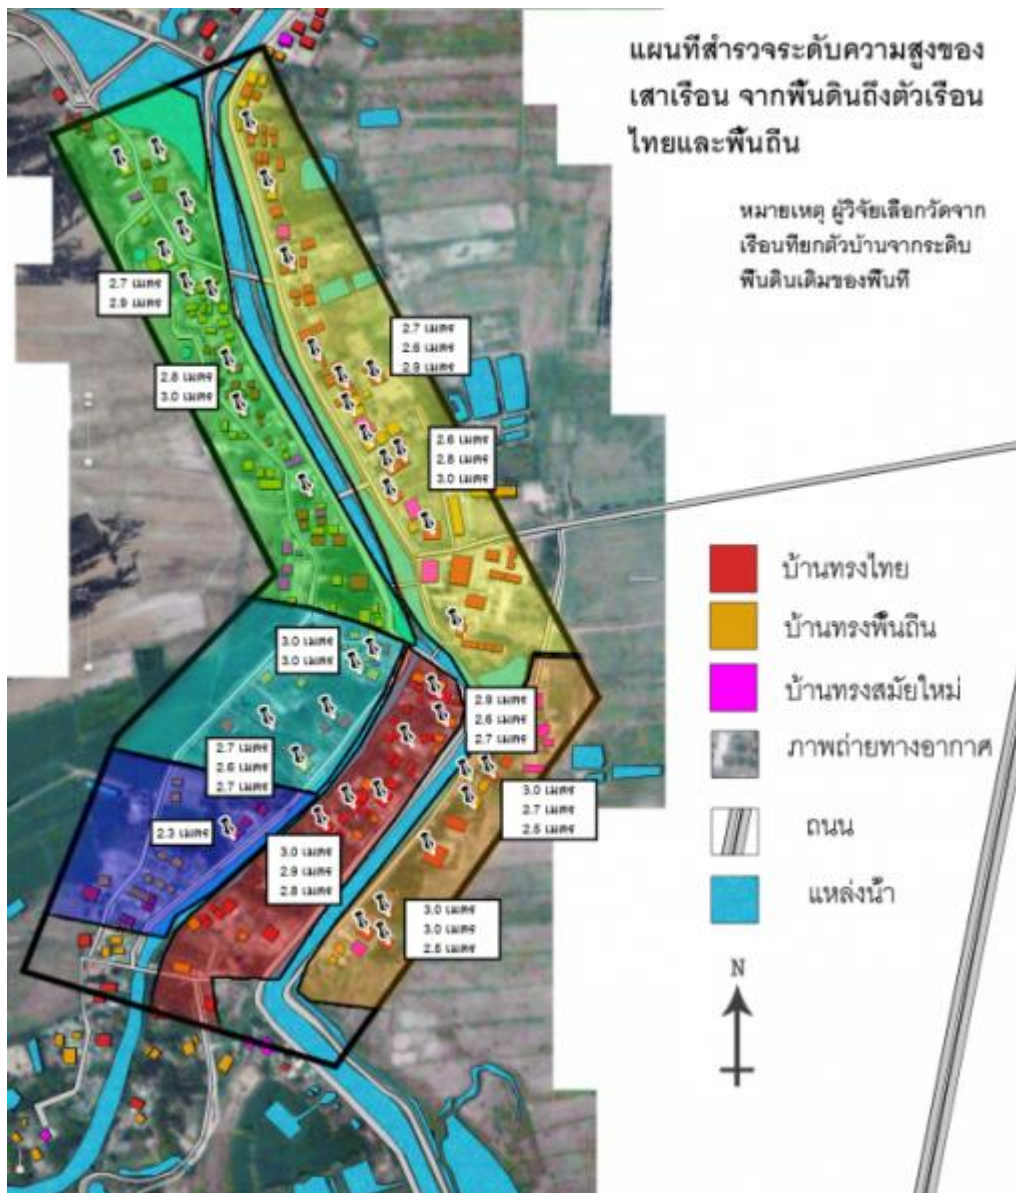 แผนที่สำรวจระดับความสูงของ
เสาเรือน จากพื้นดินถึงตัวเรือน
ไทยและพื้นถิ่น
หมายเหตุ ผู้วิจัยเลือกวัดจาก
เรือนที่ยกตัวบ้านจากระดับ
พื้นดินเดิมของพื้นที่
2.7 เมตร
2.9 เมตร
2.7 เมตร
2.6 เมตร
2.9 เมตร
2.8 เมตร
3.0 เมตร
2.6 เมตร
2.8 เมตร
3.0 เมตร
3.0 เมตร
3.0 เมตร
2.9 เมตร
2.6 เมตร
2.7 เมตร
2.7 เมตร
2.6 เมตร
2.7 เมตร
3.0 เมตร
2.7 เมตร
2.5 เมตร
2.3 เมตร
3.0 เมตร
2.9 เมตร
2.8 เมตร
3.0 เมตร
3.0 เมตร
2.5 เมตร
บ้านทรงไทย
บ้านทรงพื้นถิ่น
บ้านทรงสมัยใหม่
ภาพถ่ายทางอากาศ
ถนน
แหล่งน้ำ
N